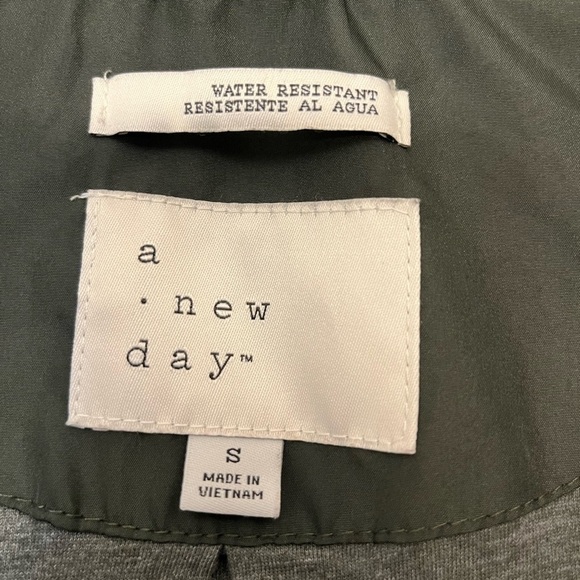 WATER RESISTANT
RESISTENTE AL AGUA
a
· new
day™
S
MADE IN
VIETNAM